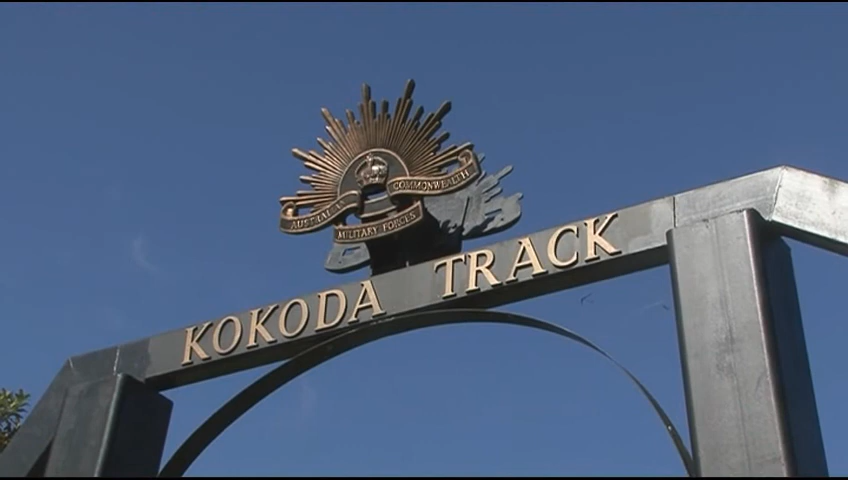 AUSTRALIAN COMMONWEALTH
MILITARY FORCES
KOKODA TRACK